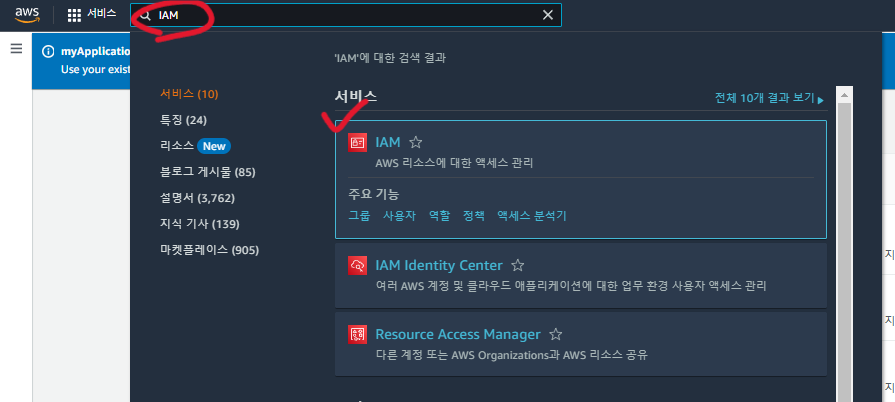 aws
서비스
IAM
myApplicatio
Use your exist
'IAM'에 대한 검색 결과
서비스 (10)
특징 (24)
리소스 New
블로그 게시물 (85)
설명서 (3,762)
지식 기사 (139)
마켓플레이스 (905)
서비스
전체 10개 결과 보기
IAM
AWS 리소스에 대한 액세스 관리
주요 기능
그룹 사용자 역할 정책 액세스 분석기
IAM Identity Center
여러 AWS 계정 및 클라우드 애플리케이션에 대한 업무 환경 사용자 액세스 관리
Resource Access Manager
다른 계정 또는 AWS Organizations과 AWS 리소스 공유
지
지
지